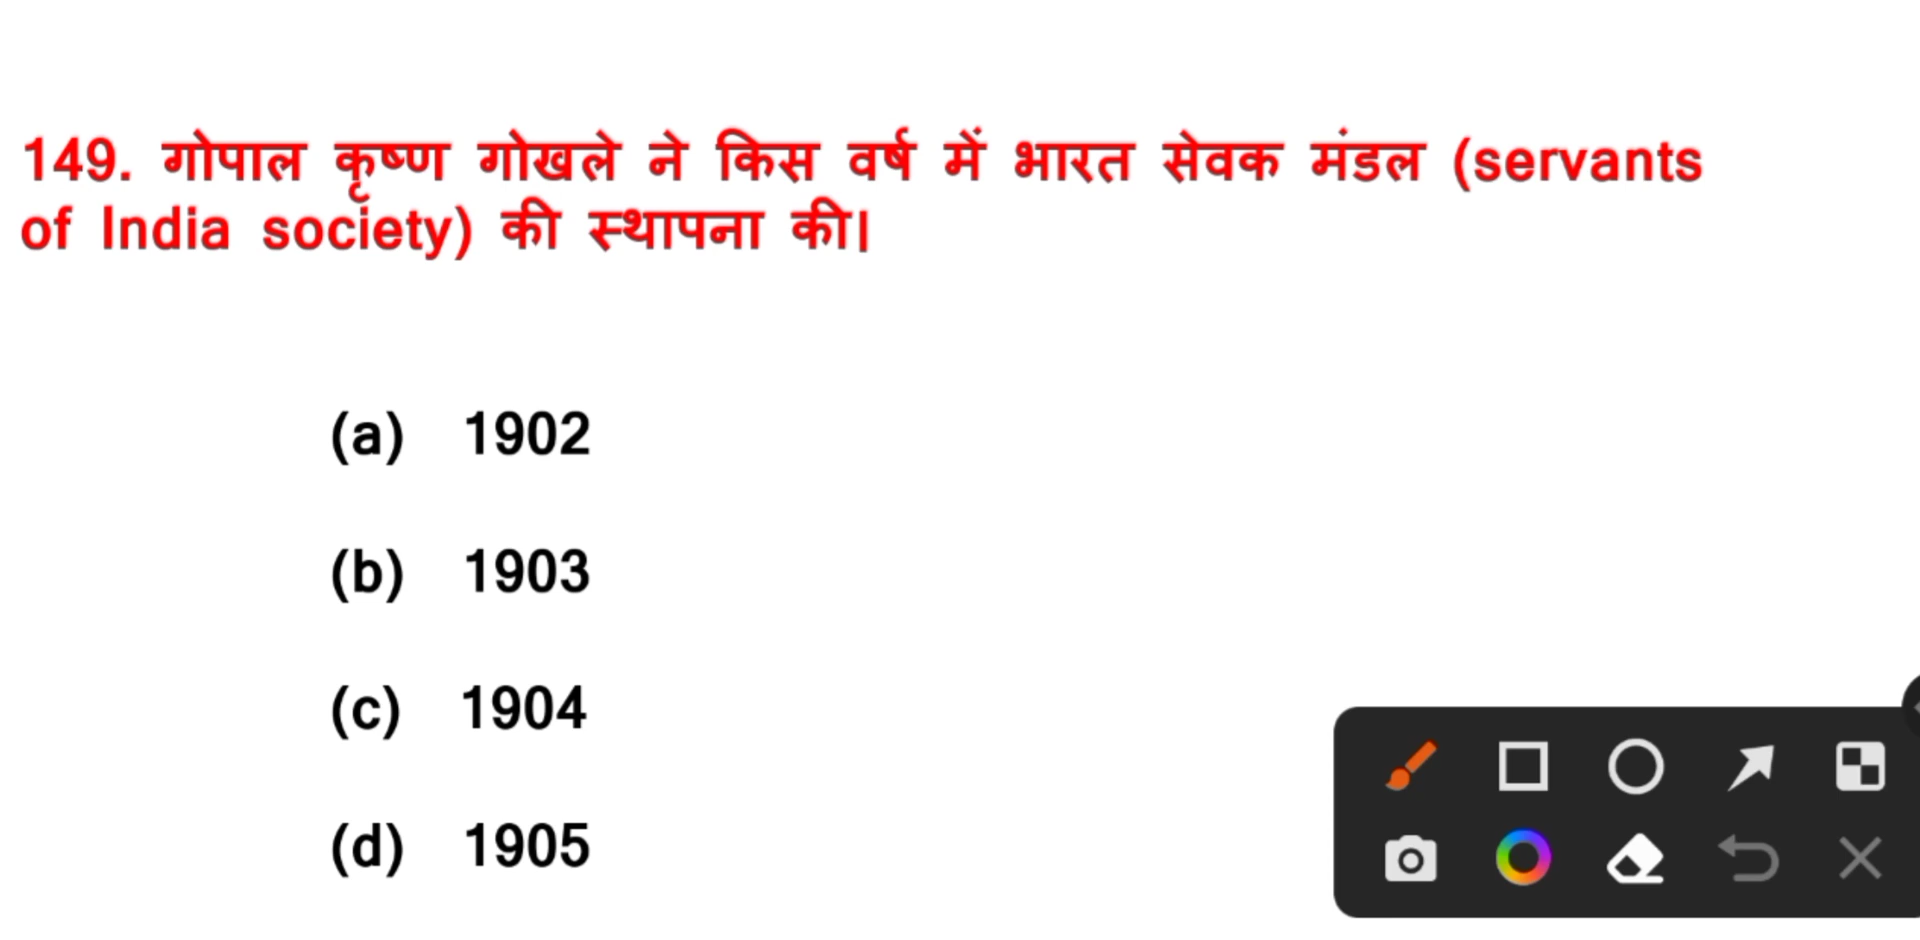 149. गोपाल कृष्ण गोखले ने किस वर्ष में भारत सेवक मंडल (servants
of India society) की स्थापना की।
(a) 1902
(b) 1903
(c) 1904
(d) 1905